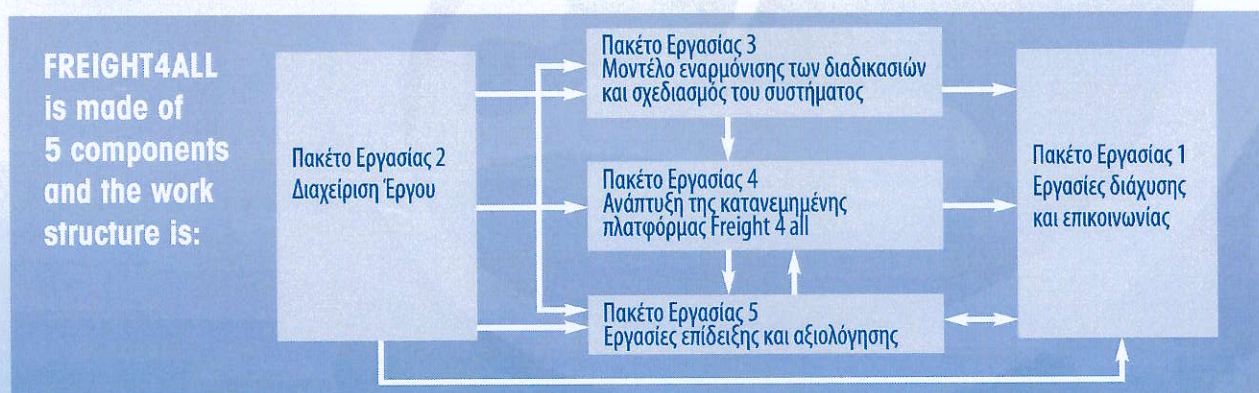 FREIGHT4ALL
is made of
5 components
and the work
structure is:
Πακέτο Εργασίας 2
Διαχείριση Έργου
Πακέτο Εργασίας 3
Μοντέλο εναρμόνισης των διαδικασιών
και σχεδιασμός του συστήματος
Πακέτο Εργασίας 4
Ανάπτυξη της κατανεμημένης
πλατφόρμας Freight 4 all
Πακέτο Εργασίας 5
Εργασίες επίδειξης και αξιολόγησης
Πακέτο Εργασίας 1
Εργασίες διάχυσης
και επικοινωνίας